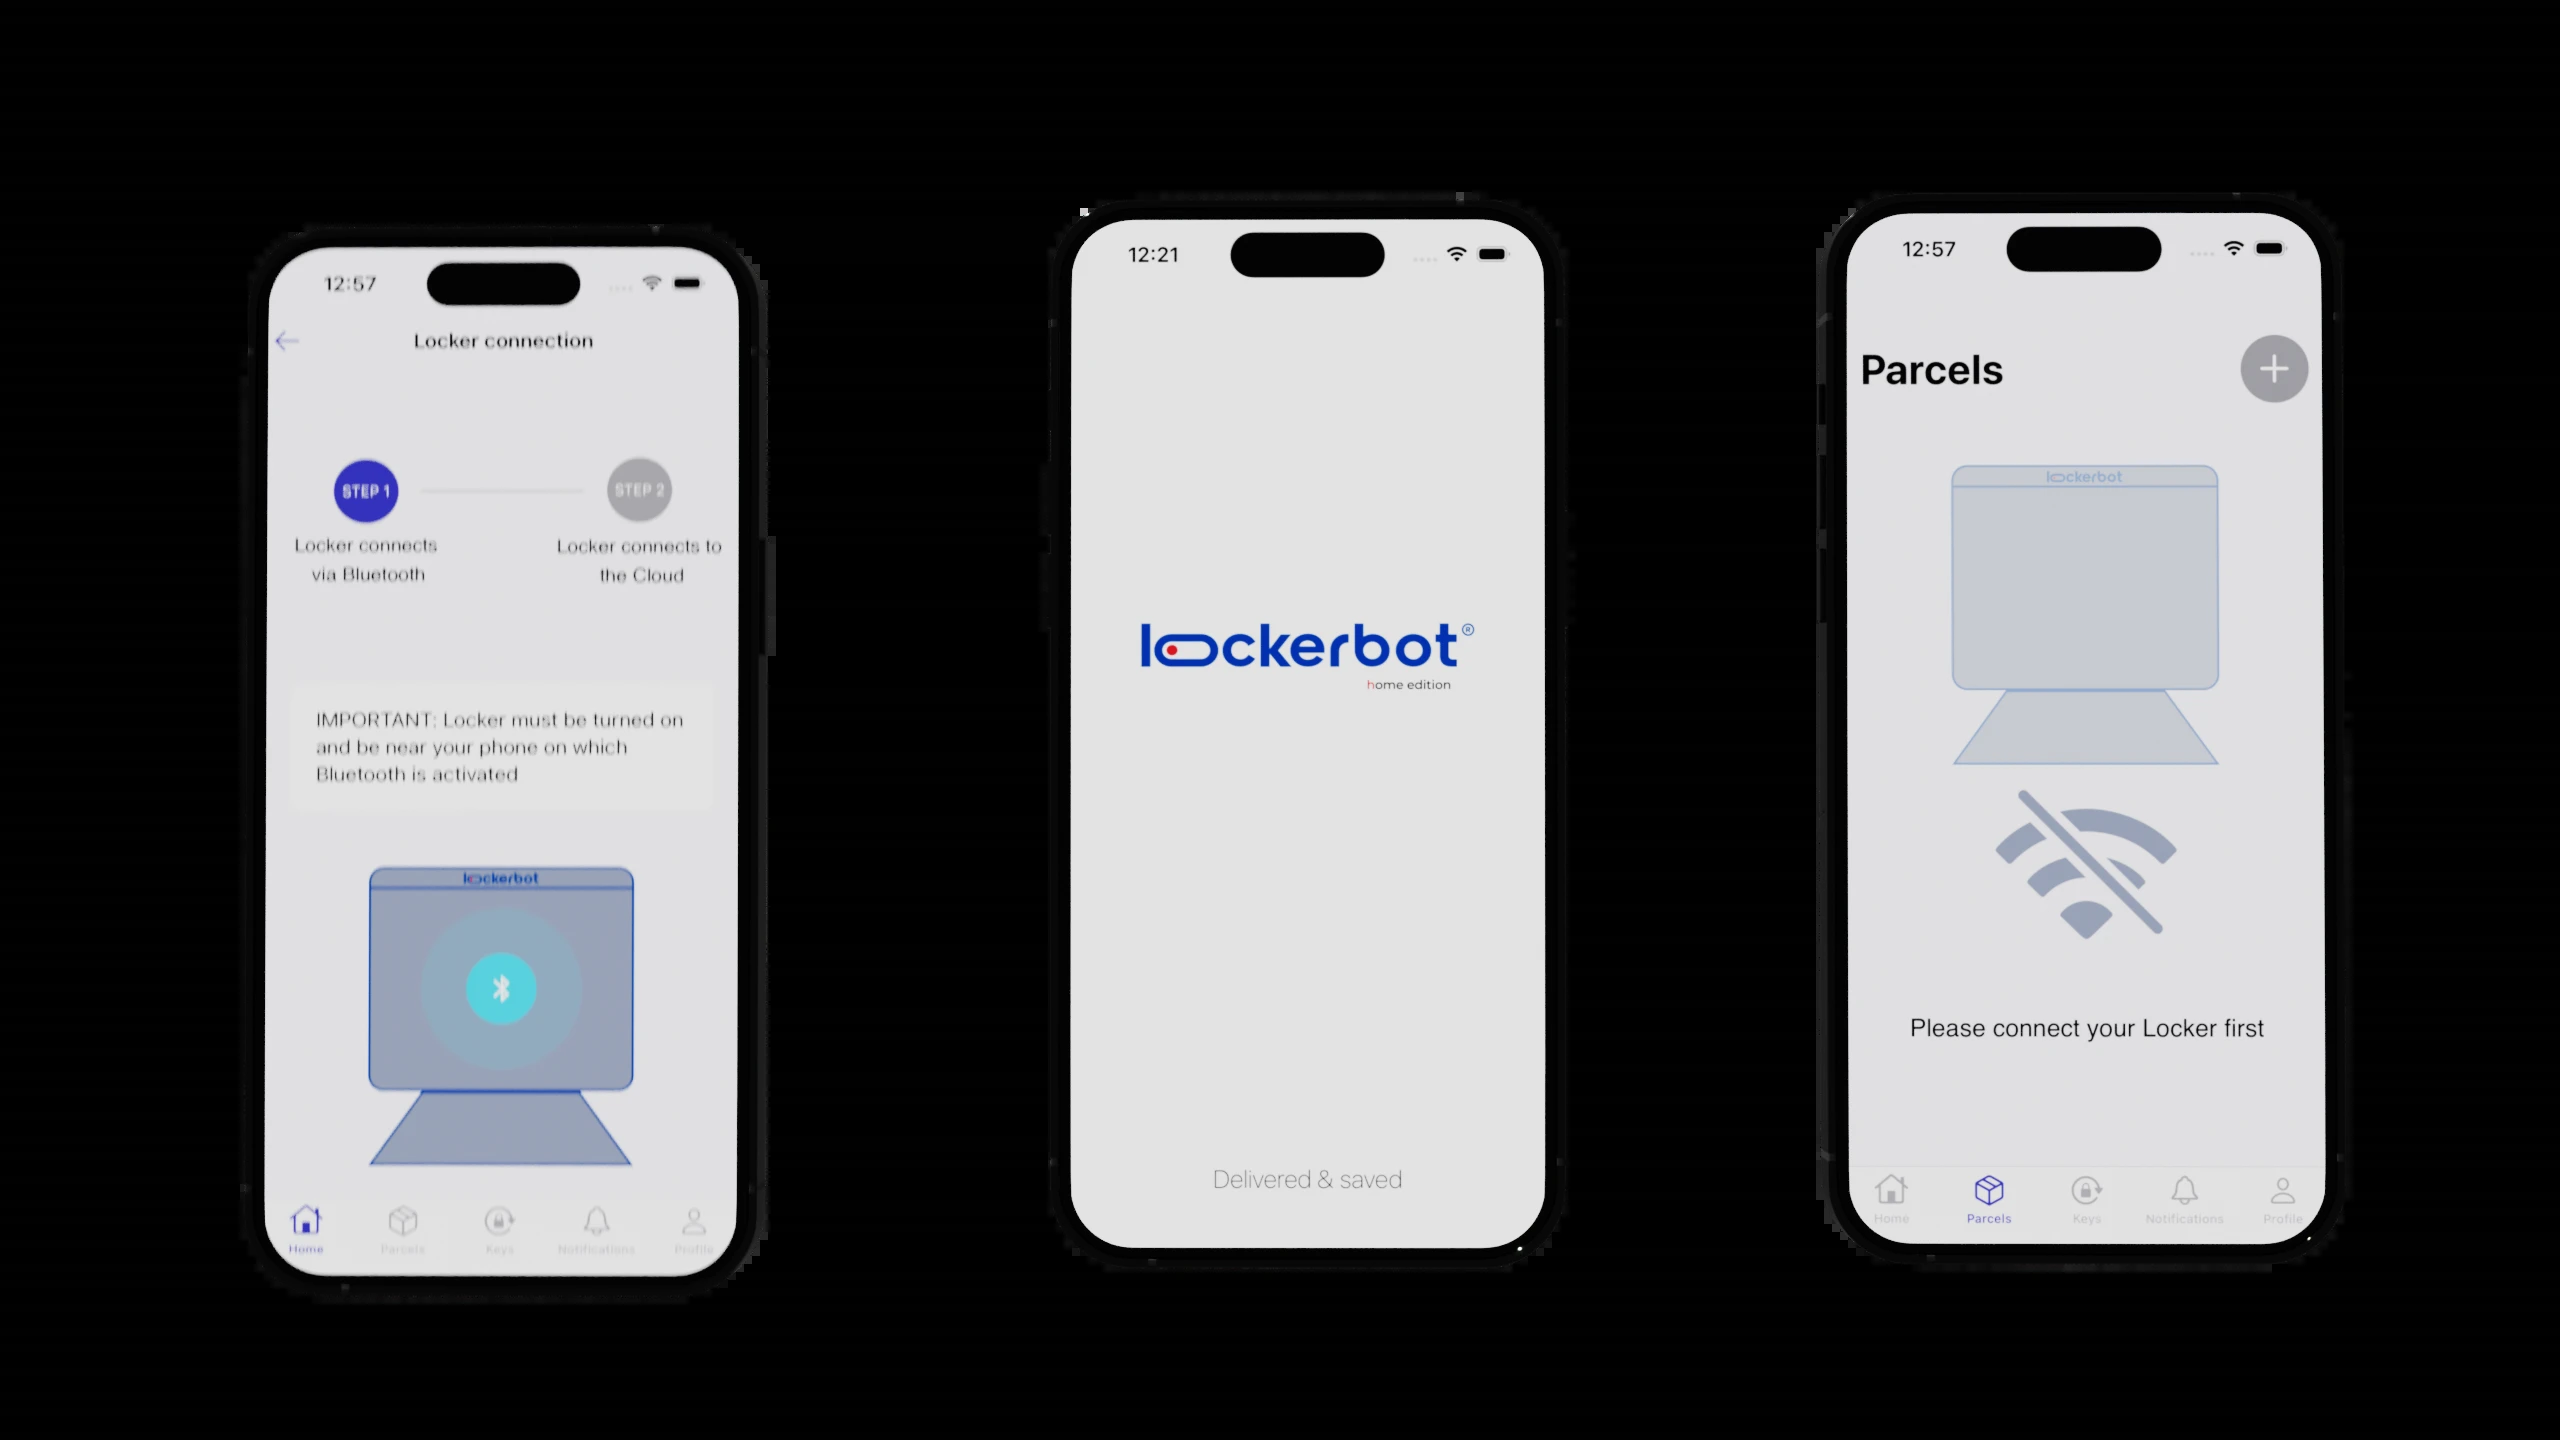 12:57
Locker connection
STEP 1
STEP 2
Locker connects
via Bluetooth
Locker connects to
the Cloud
IMPORTANT: Locker must be turned on
and be near your phone on which
Bluetooth is activated
lockerbot
Home
Parcels
Keys
Notifications
Profile
12:21
lockerbot®
home edition
Delivered & saved
12:57
Parcels
lockerbot
Please connect your Locker first
Home
Parcels
Keys
Notifications
Profile